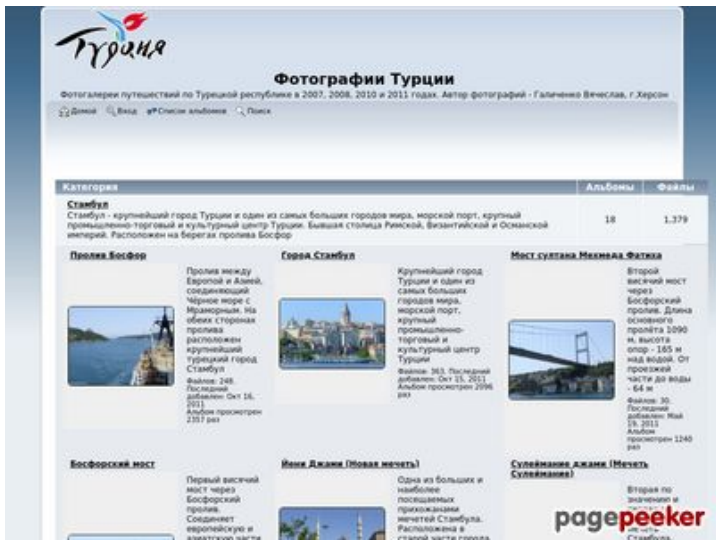 Турция
Фотографии Турции
Фотогалереи путешествий по Турецкой республике в 2007, 2008, 2010 и 2011 годах. Автор фотографий - Галиченко Вячеслав, г.Херсон
Домой Вход Список альбомов Поиск
Категория Альбомы Файлы
Стамбул
Стамбул - крупнейший город Турции и один из самых больших городов мира, морской порт, крупный
промышленно-торговый и культурный центр Турции. Бывшая столица Римской, Византийской и Османской
империй. Расположен на берегах пролива Босфор
18 1,379
Пролив Босфор
Пролив между
Европой и Азией,
соединяющий
Чёрное море с
Мраморным. На
обеих сторонах
пролива
расположен
крупнейший
турецкий город
Стамбул
Файлов: 248.
Последний
добавлен: Окт 16,
2011
Альбом просмотрен
2357 раз
Город Стамбул
Крупнейший город
Турции и один из
самых больших
городов мира,
морской порт,
крупный
промышленно-
торговый и
культурный центр
Турции
Файлов: 363. Последний
добавлен: Окт 15, 2011
Альбом просмотрен 2096
раз
Мост султана Мехмеда Фатиха
Второй
висячий мост
через
Босфорский
пролив. Длина
основного
пролёта 1090
м, высота
опор - 165 м
над водой. От
проезжей
части до воды
- 64 м
Файлов: 30.
Последний
добавлен: Май
19, 2011
Альбом
просмотрен 1240
раз
Босфорский мост
Первый висячий
мост через
Босфорский
пролив.
Соединяет
европейскую и
азиатскую части
Йени Джами (Новая мечеть)
Одна из больших и
наиболее
посещаемых
прихожанами
мечетей Стамбула.
Расположена в
старой части города,
Сулеймание джами (Мечеть
Сулеймание)
Вторая по
значению и
мечеть
Стамбула.
pagepeeker